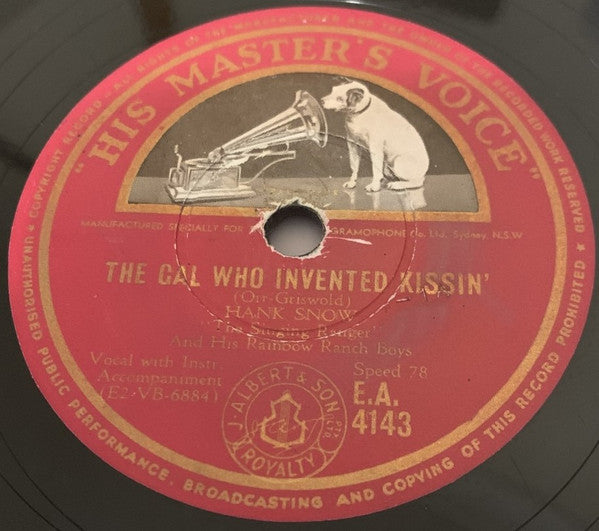 ALL RIGHTS OF THE MANUFACTURER AND THE OWNER OF THE RECORDED WORK RESERVED
★ UNAUTHORISED PUBLIC PERFORMANCE, BROADCASTING AND COPYING OF THIS RECORD PROHIBITED ★
COPYRIGHT RECORD
"HIS MASTER'S VOICE"
MANUFACTURED SPECIALLY FOR GRAMOPHONE Co. Ltd. Sydney, N.S.W
THE GAL WHO INVENTED KISSIN'
(Orr-Griswold)
HANK SNOW
"The Singing Ranger"
And His Rainbow Ranch Boys
Vocal with Instr.
Accompaniment
(E2-VB-6884)
Speed 78
E.A.
4143
J. ALBERT & SON PTY LTD
ROYALTY